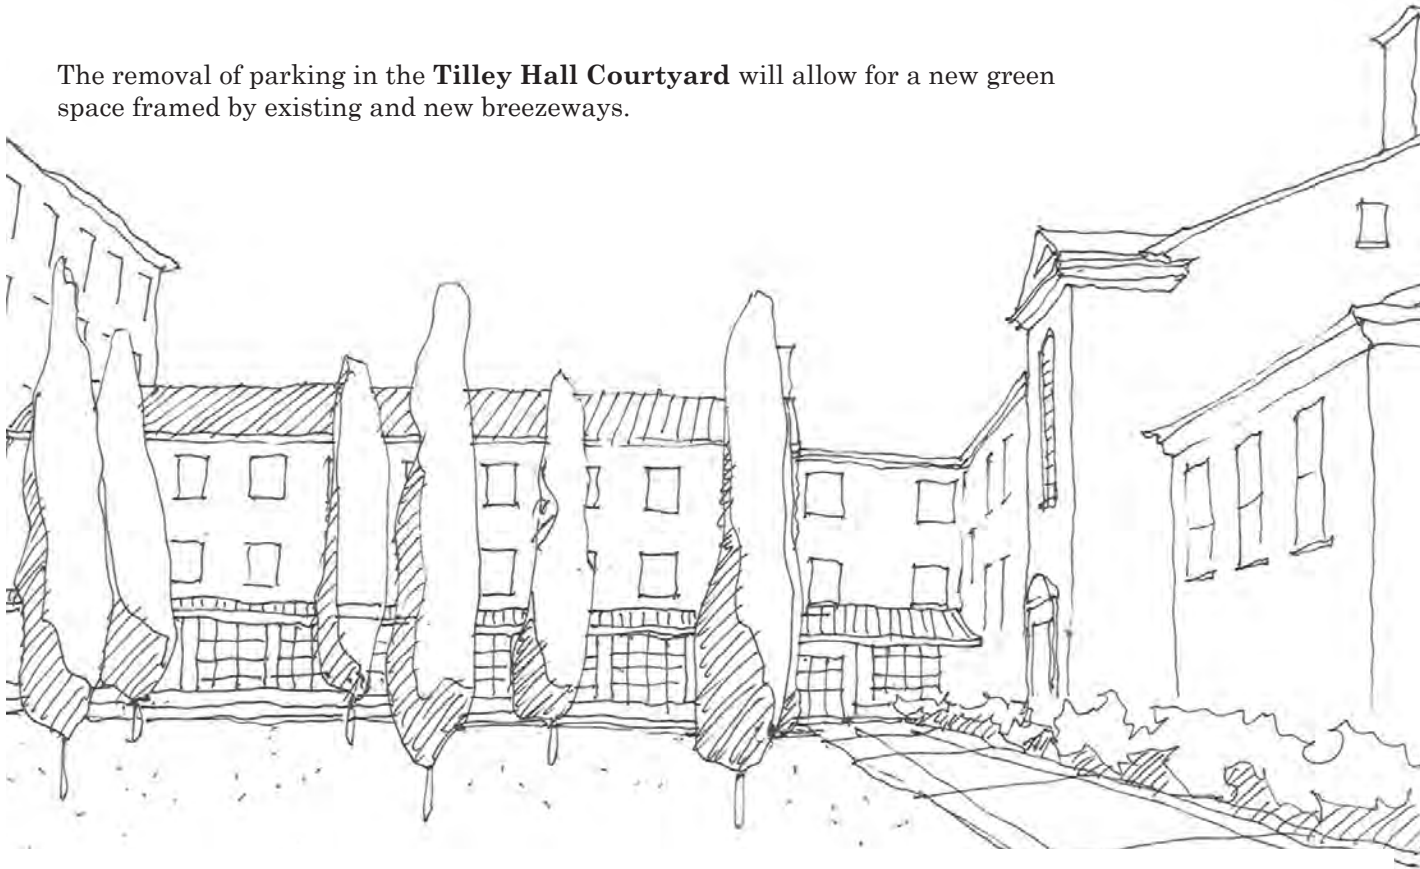 The removal of parking in the Tilley Hall Courtyard will allow for a new green
space framed by existing and new breezeways.